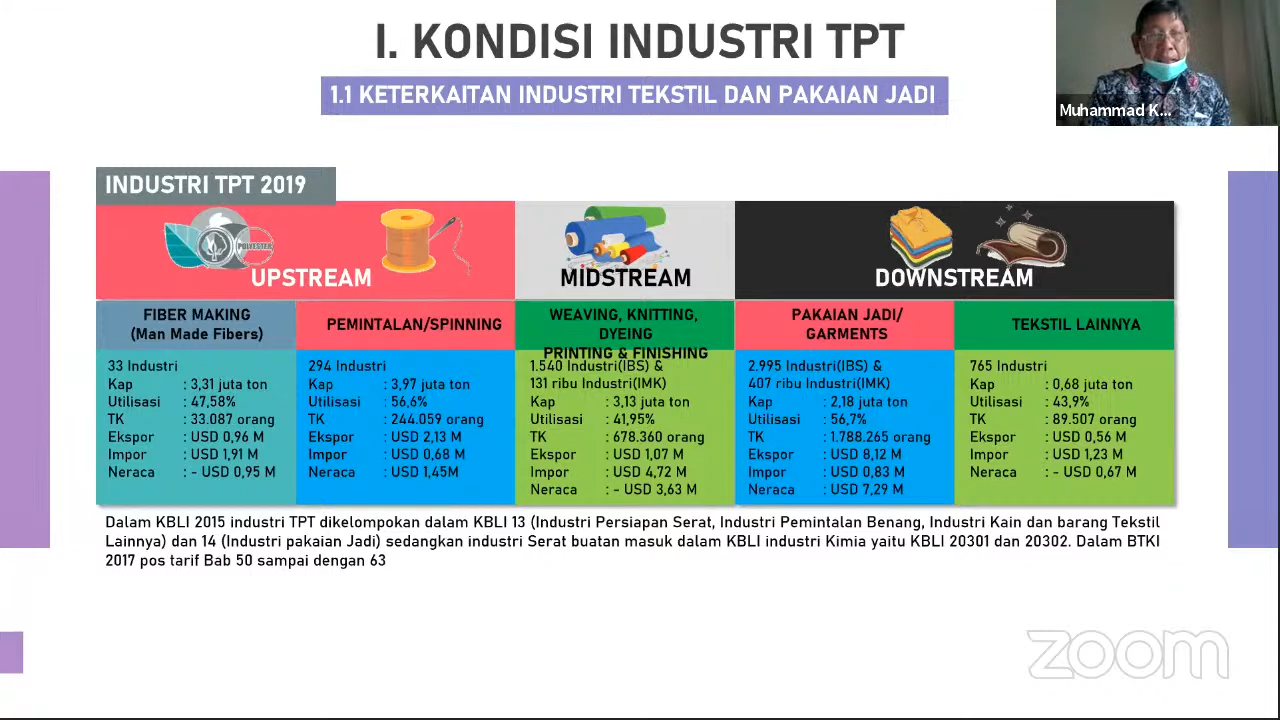 I. KONDISI INDUSTRI TPT
1.1 KETERKAITAN INDUSTRI TEKSTIL DAN PAKAIAN JADI
Muhammad K...
INDUSTRI TPT 2019
POLYESTER
UPSTREAM
MIDSTREAM
DOWNSTREAM
FIBER MAKING
(Man Made Fibers)
33 Industri
Kap : 3,31 juta ton
Utilisasi : 47,58%
TK : 33.087 orang
Ekspor : USD 0,96 M
Impor : USD 1,91 M
Neraca : - USD 0,95 M
PEMINTALAN/SPINNING
294 Industri
Kap : 3,97 juta ton
Utilisasi : 56,6%
TK : 244.059 orang
Ekspor : USD 2,13 M
Impor : USD 0,68 M
Neraca : USD 1,45M
WEAVING, KNITTING,
DYEING
PRINTING & FINISHING
1.540 Industri(IBS) &
131 ribu Industri(IMK)
Kap : 3,13 juta ton
Utilisasi : 41,95%
TK : 678.360 orang
Ekspor : USD 1,07 M
Impor : USD 4,72 M
Neraca : - USD 3,63 M
PAKAIAN JADI/
GARMENTS
2.995 Industri(IBS) &
407 ribu Industri(IMK)
Kap : 2,18 juta ton
Utilisasi : 56,7%
TK : 1.788.265 orang
Ekspor : USD 8,12 M
Impor : USD 0,83 M
Neraca : USD 7,29 M
TEKSTIL LAINNYA
765 Industri
Kap : 0,68 juta ton
Utilisasi : 43,9%
TK : 89.507 orang
Ekspor : USD 0,56 M
Impor : USD 1,23 M
Neraca : - USD 0,67 M
Dalam KBLI 2015 industri TPT dikelompokan dalam KBLI 13 (Industri Persiapan Serat, Industri Pemintalan Benang, Industri Kain dan barang Tekstil
Lainnya) dan 14 (Industri pakaian Jadi) sedangkan industri Serat buatan masuk dalam KBLI industri Kimia yaitu KBLI 20301 dan 20302. Dalam BTKI
2017 pos tarif Bab 50 sampai dengan 63
zoom